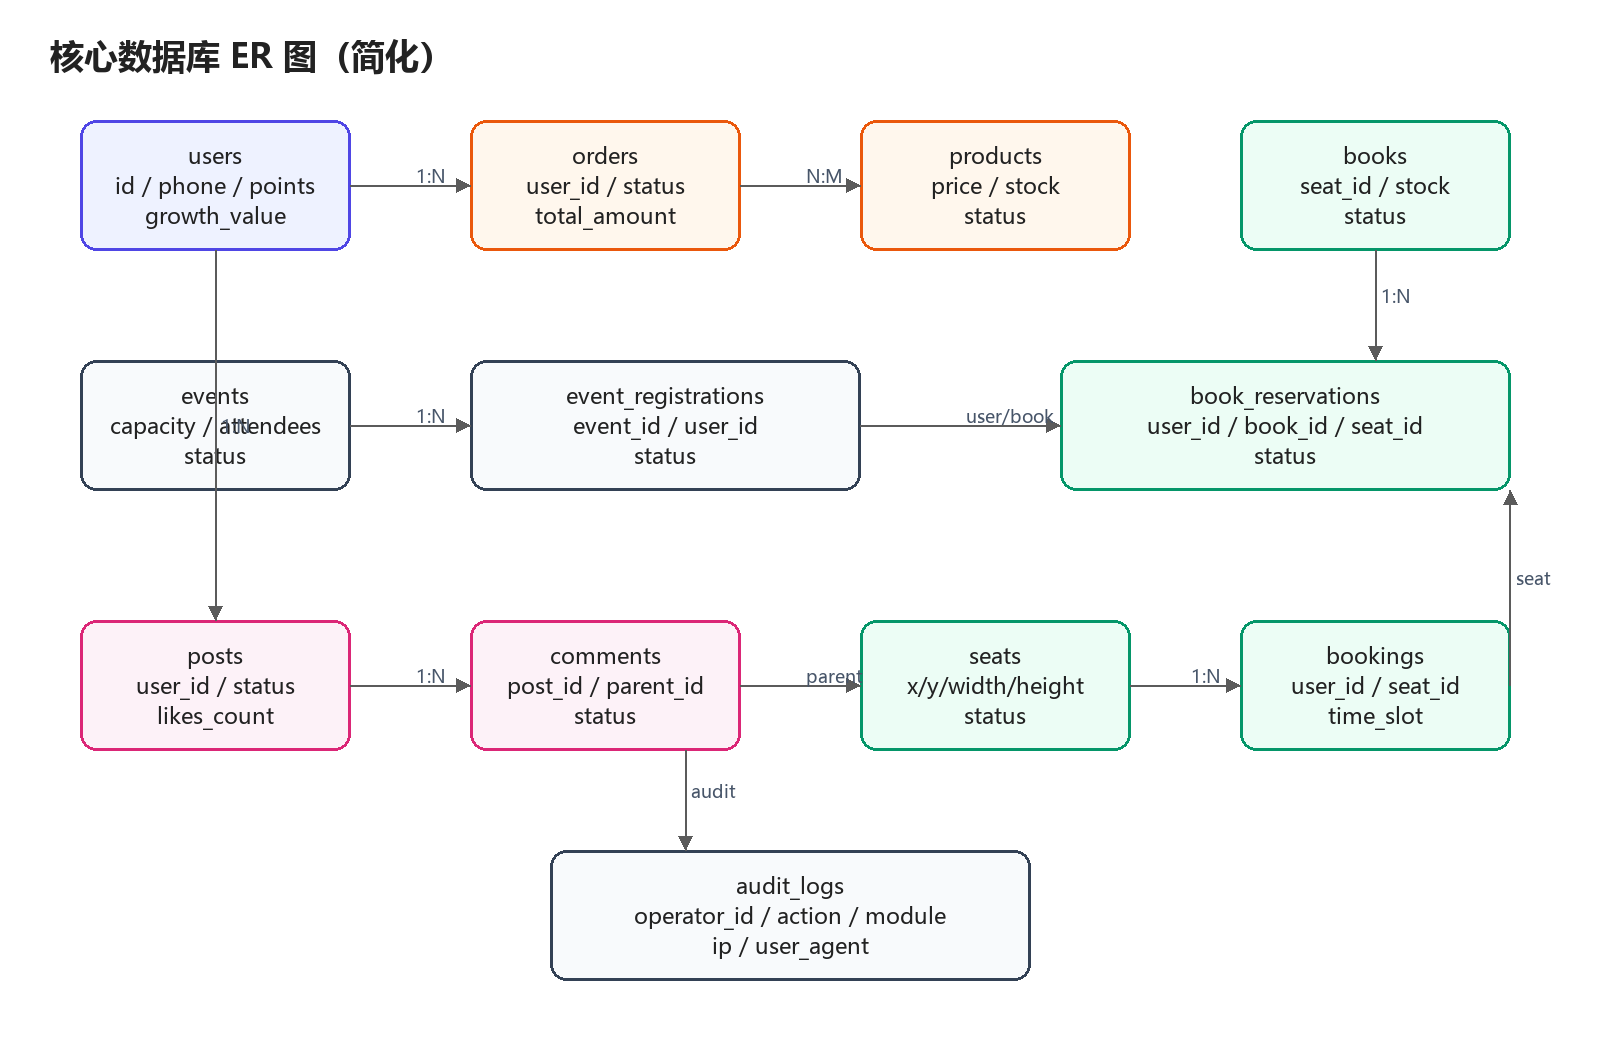 核心数据库 ER 图（简化）
users
id / phone / points
growth_value
1:N
orders
user_id / status
total_amount
N:M
products
price / stock
status
books
seat_id / stock
status
1:N
events
capacity / attendees
status
1:N
1:N
event_registrations
event_id / user_id
status
user/book
book_reservations
user_id / book_id / seat_id
status
seat
posts
user_id / status
likes_count
1:N
comments
post_id / parent_id
status
parent
seats
x/y/width/height
status
1:N
bookings
user_id / seat_id
time_slot
audit
audit_logs
operator_id / action / module
ip / user_agent